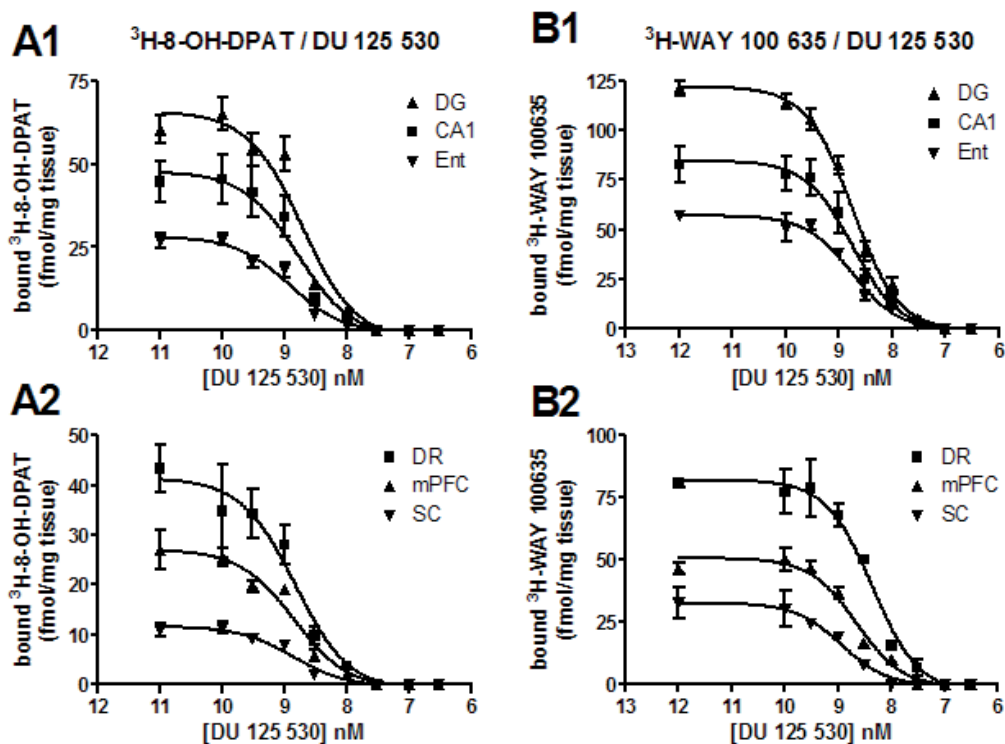 A1
³H-8-OH-DPAT / DU 125 530
bound ³H-8-OH-DPAT
(fmol/mg tissue)
75
50
25
0
DG
CA1
Ent
12 11 10 9 8 7 6
[DU 125 530] nM
B1
³H-WAY 100 635 / DU 125 530
bound ³H-WAY 100635
(fmol/mg tissue)
125
100
75
50
25
0
DG
CA1
Ent
13 12 11 10 9 8 7 6
[DU 125 530] nM
A2
bound ³H-8-OH-DPAT
(fmol/mg tissue)
50
40
30
20
10
0
DR
mPFC
SC
12 11 10 9 8 7 6
[DU 125 530] nM
B2
bound ³H-WAY 100635
(fmol/mg tissue)
100
75
50
25
0
DR
mPFC
SC
13 12 11 10 9 8 7 6
[DU 125 530] nM